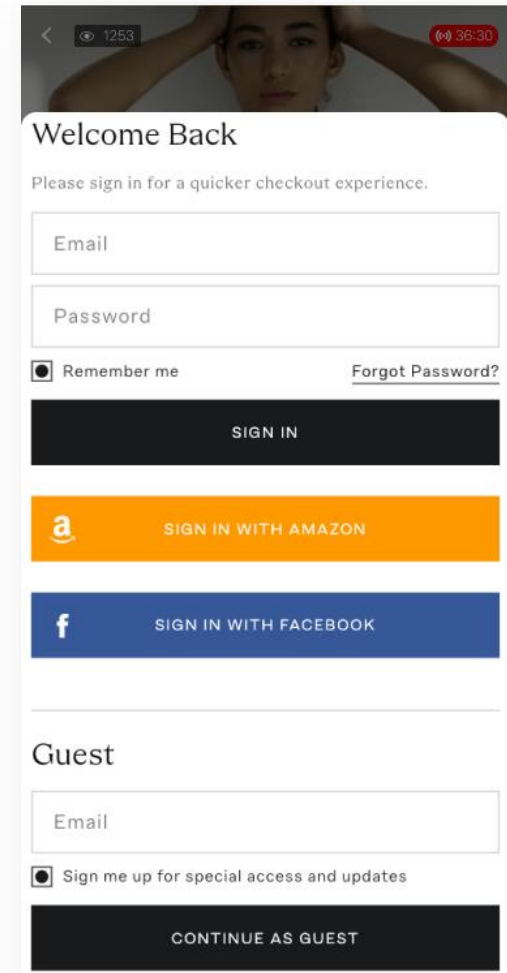 1253
36:30
Welcome Back
Please sign in for a quicker checkout experience.
Email
Password
Remember me
Forgot Password?
SIGN IN
a
SIGN IN WITH AMAZON
f
SIGN IN WITH FACEBOOK
Guest
Email
Sign me up for special access and updates
CONTINUE AS GUEST